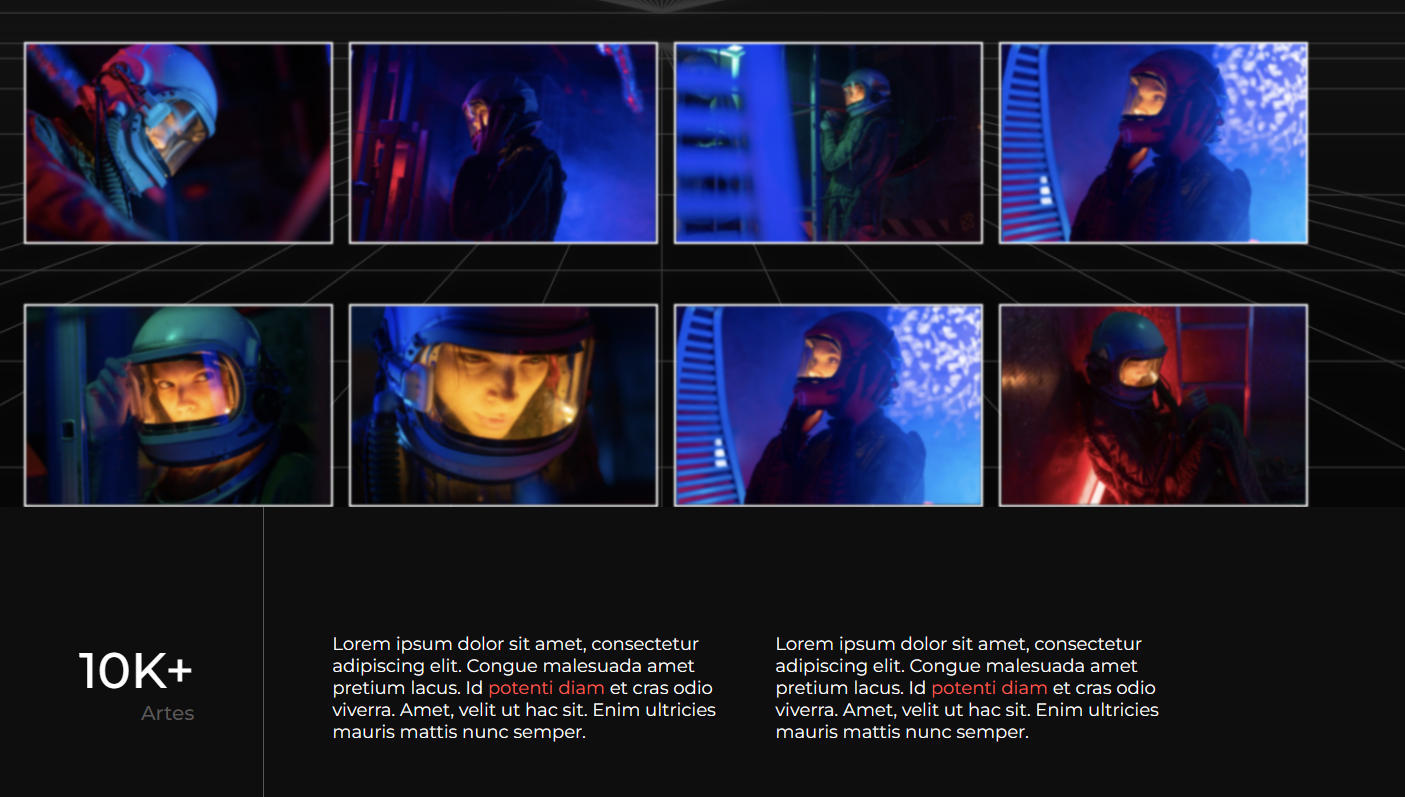 10K+
Artes
Lorem ipsum dolor sit amet, consectetur
adipiscing elit. Congue malesuada amet
pretium lacus. Id potenti diam et cras odio
viverra. Amet, velit ut hac sit. Enim ultricies
mauris mattis nunc semper.
Lorem ipsum dolor sit amet, consectetur
adipiscing elit. Congue malesuada amet
pretium lacus. Id potenti diam et cras odio
viverra. Amet, velit ut hac sit. Enim ultricies
mauris mattis nunc semper.